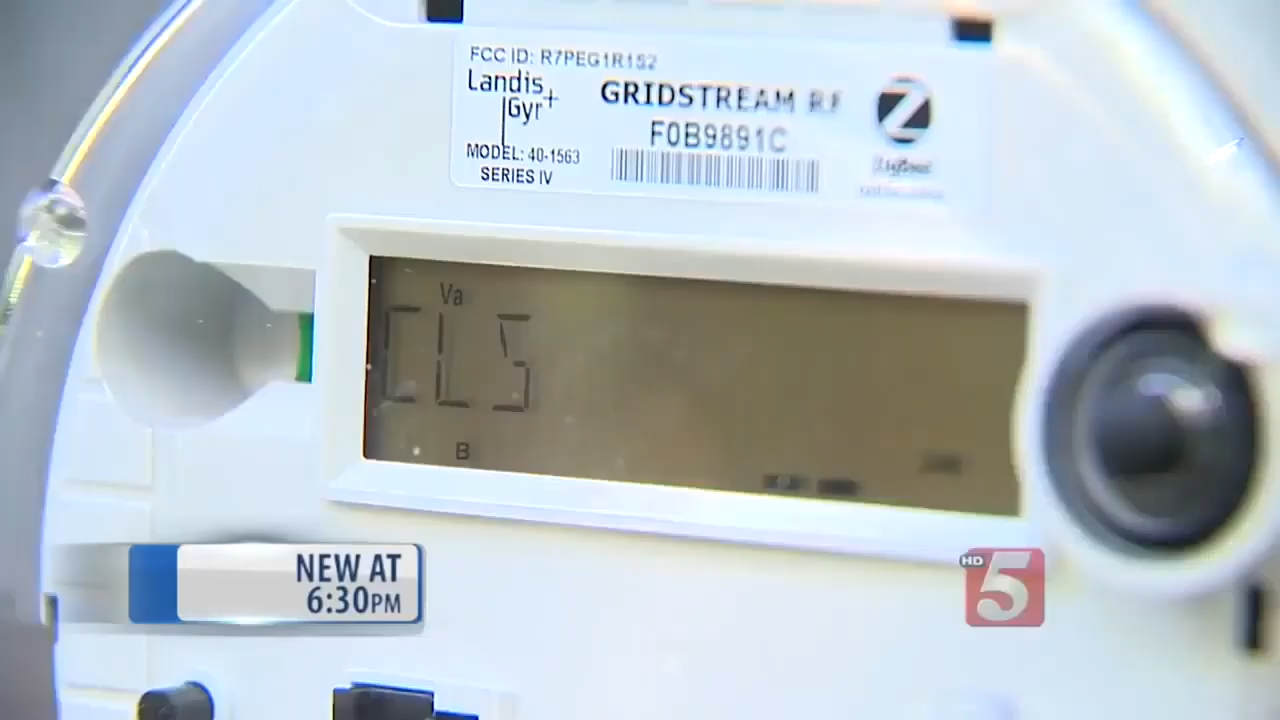 FCC ID: R7PEG1R1S2
Landis
Gyr+
GRIDSTREAM RF
F0B9891C
MODEL: 40-1563
SERIES IV
Z
ZigBee
Va
CLS
B
NEW AT
6:30PM
HD
5